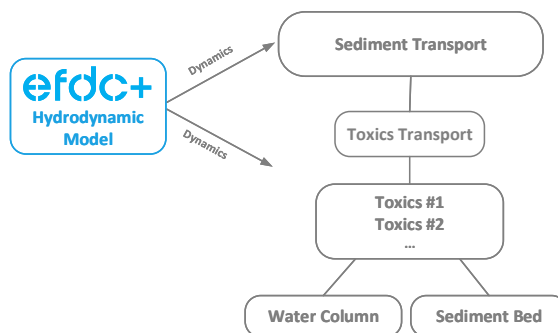 Sediment Transport
Dynamics
efdc+
Hydrodynamic
Model
Dynamics
Toxics Transport
Toxics #1
Toxics #2
...
Water Column
Sediment Bed